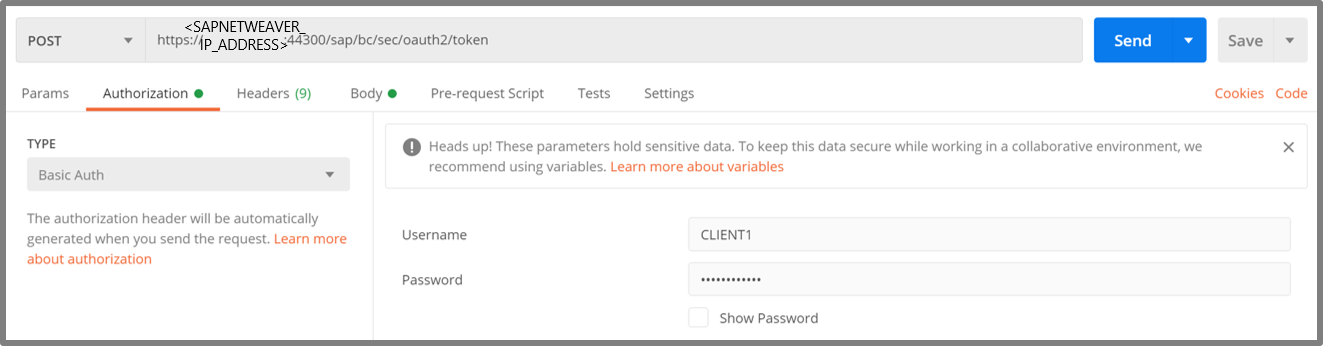 POST https:// <SAPNETWEAVER_
IP_ADDRESS> :44300/sap/bc/sec/oauth2/token Send Save
Params Authorization Headers (9) Body Pre-request Script Tests Settings Cookies Code
TYPE
Basic Auth
The authorization header will be automatically
generated when you send the request. Learn more
about authorization
Heads up! These parameters hold sensitive data. To keep this data secure while working in a collaborative environment, we
recommend using variables. Learn more about variables
Username CLIENT1
Password ••••••••••••
Show Password